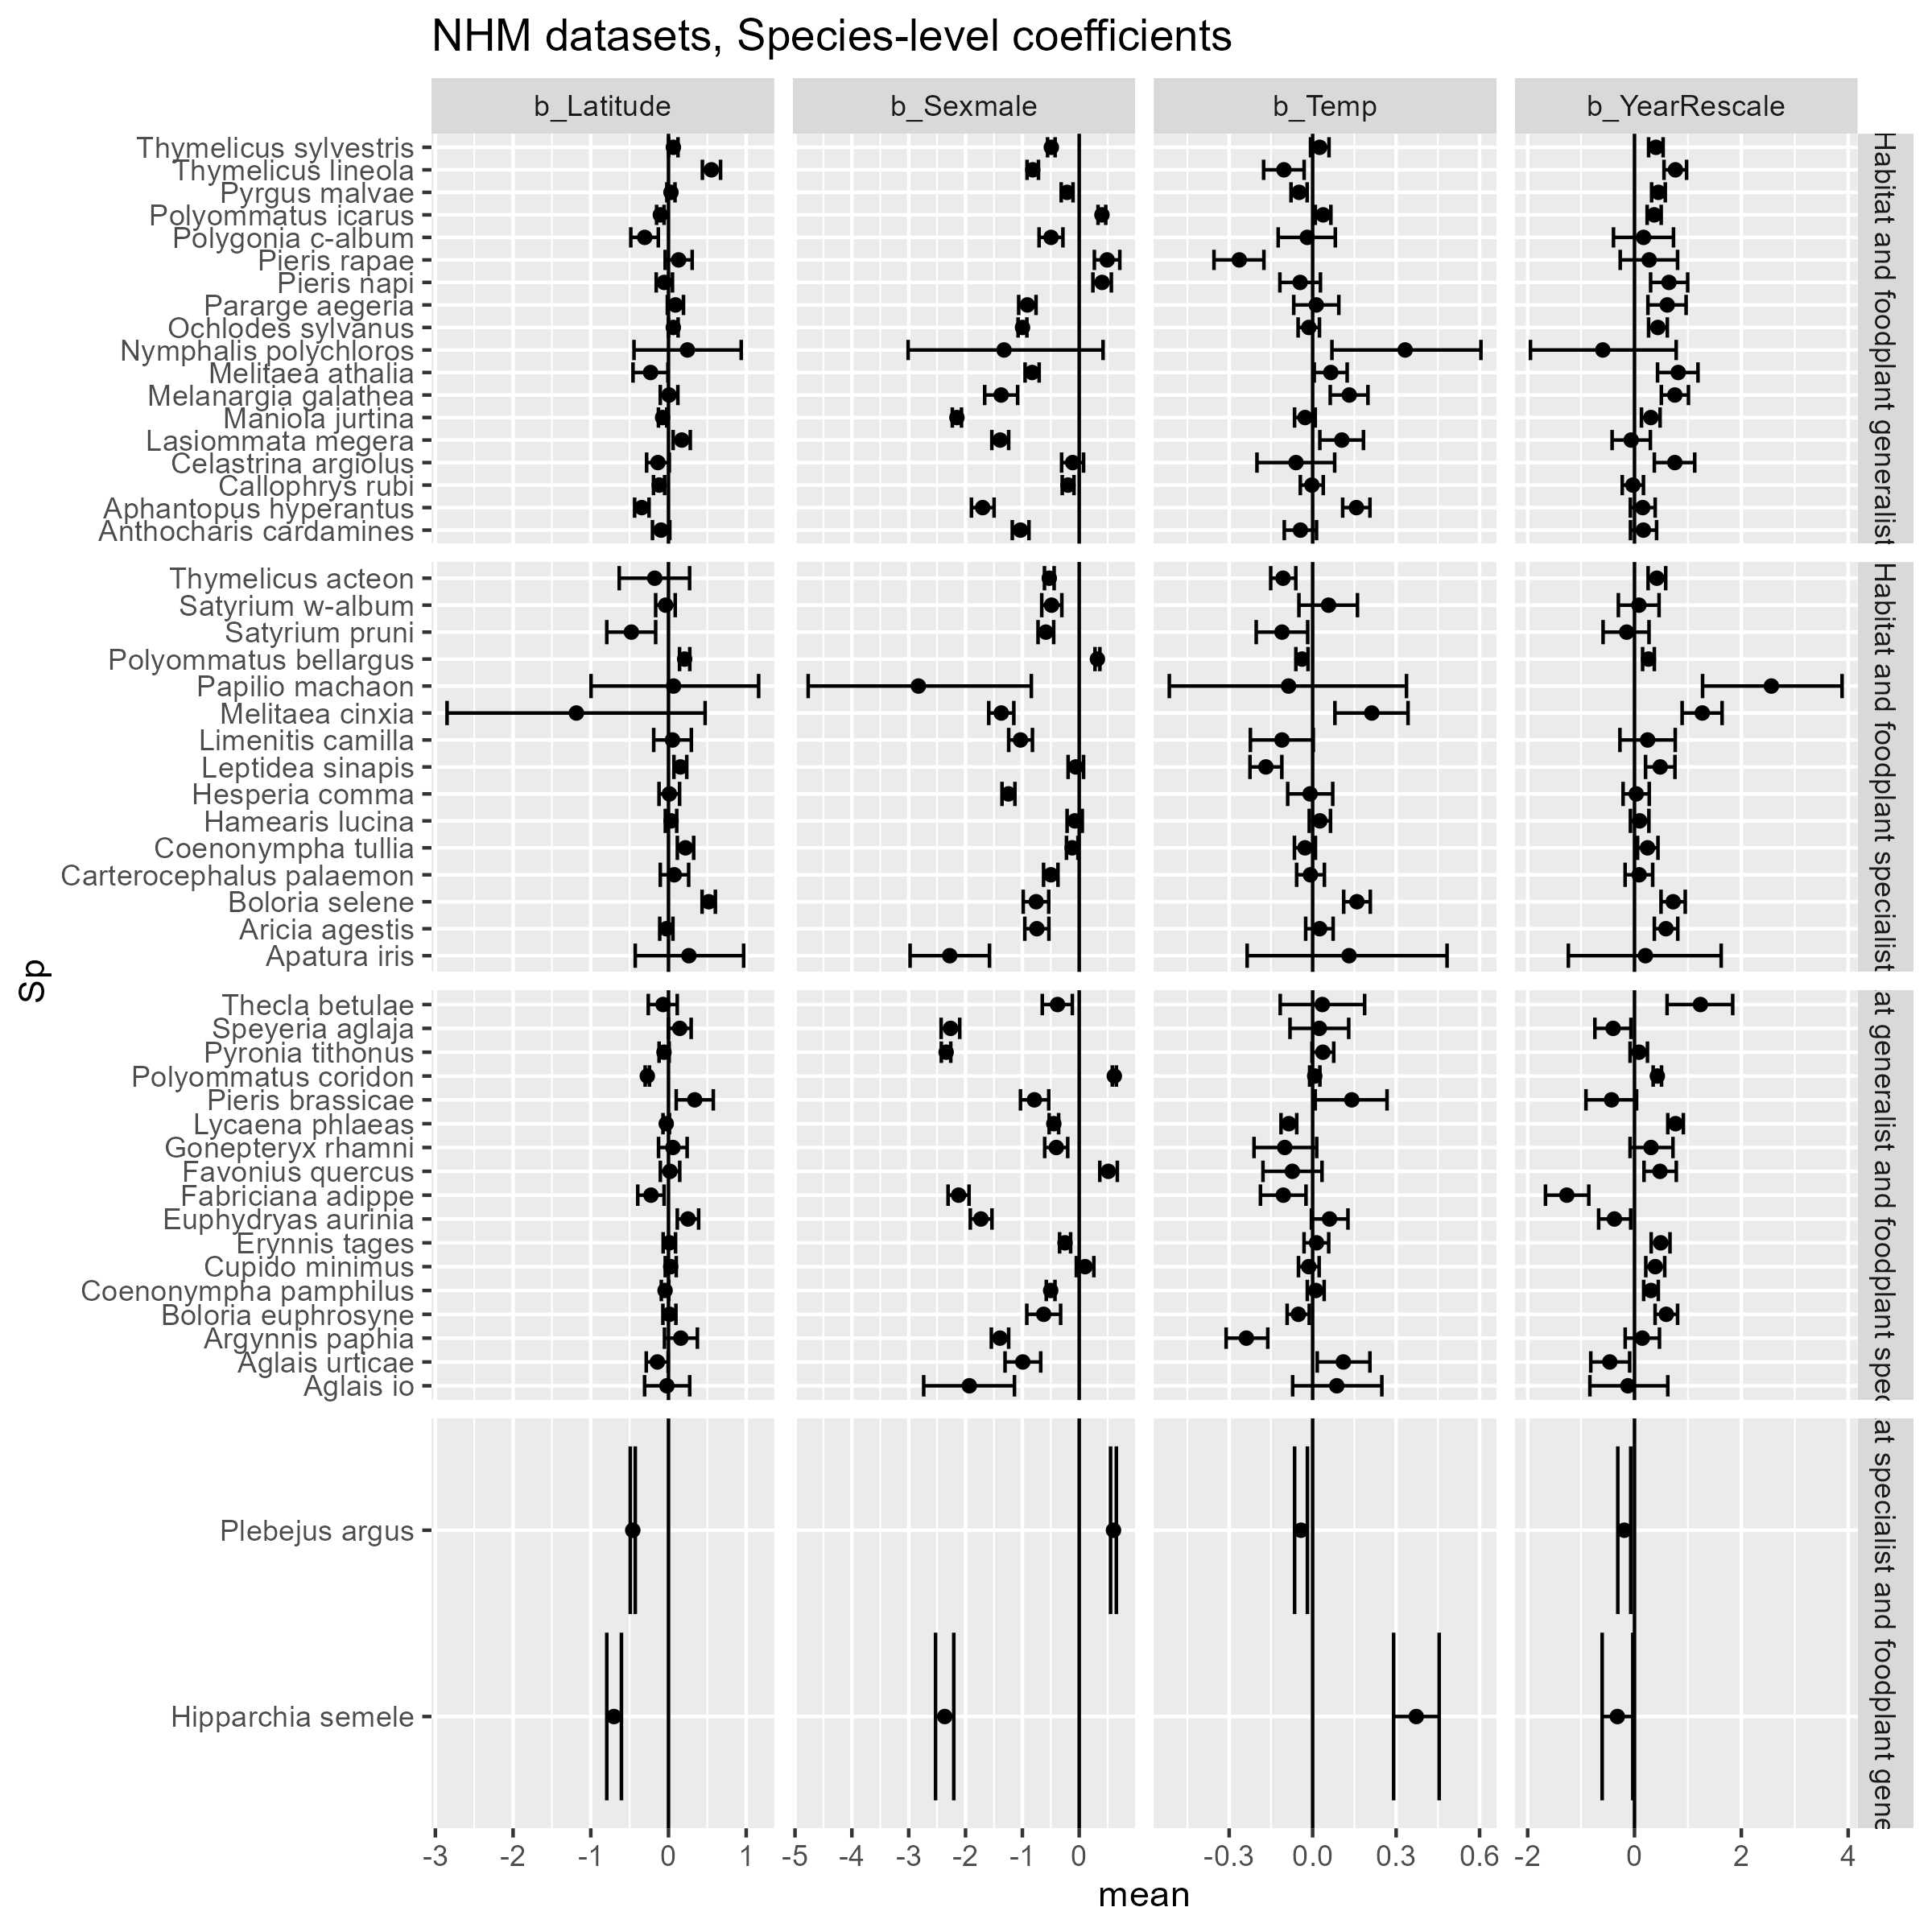 NHM datasets, Species-level coefficients
b_Latitude b_Sexmale b_Temp b_YearRescale
Thymelicus sylvestris
Thymelicus lineola
Pyrgus malvae
Polyommatus icarus
Polygonia c-album
Pieris rapae
Pieris napi
Pararge aegeria
Ochlodes sylvanus
Nymphalis polychloros
Melitaea athalia
Melanargia galathea
Maniola jurtina
Lasiommata megera
Celastrina argiolus
Callophrys rubi
Aphantopus hyperantus
Anthocharis cardamines
Habitat and foodplant generalist
Thymelicus acteon
Satyrium w-album
Satyrium pruni
Polyommatus bellargus
Papilio machaon
Melitaea cinxia
Limenitis camilla
Leptidea sinapis
Hesperia comma
Hamearis lucina
Coenonympha tullia
Carterocephalus palaemon
Boloria selene
Aricia agestis
Apatura iris
Habitat and foodplant specialist
Thecla betulae
Speyeria aglaja
Pyronia tithonus
Polyommatus coridon
Pieris brassicae
Lycaena phlaeas
Gonepteryx rhamni
Favonius quercus
Fabriciana adippe
Euphydryas aurinia
Erynnis tages
Cupido minimus
Coenonympha pamphilus
Boloria euphrosyne
Argynnis paphia
Aglais urticae
Aglais io
at generalist and foodplant spec
Plebejus argus
Hipparchia semele
at specialist and foodplant gene
Sp
-3 -2 -1 0 1 -5 -4 -3 -2 -1 0 -0.3 0.0 0.3 0.6 -2 0 2 4
mean